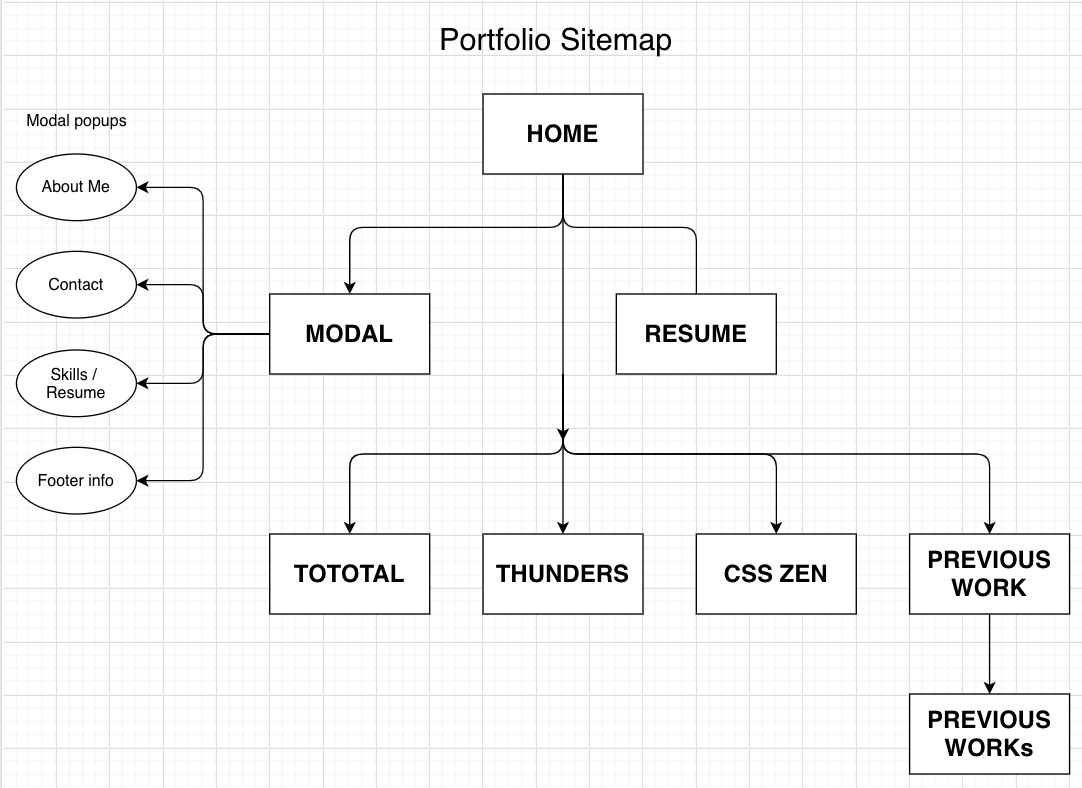 Portfolio Sitemap
HOME
Modal popups
About Me
Contact
MODAL
RESUME
Skills /
Resume
Footer info
TOTOTAL
THUNDERS
CSS ZEN
PREVIOUS
WORK
PREVIOUS
WORKs